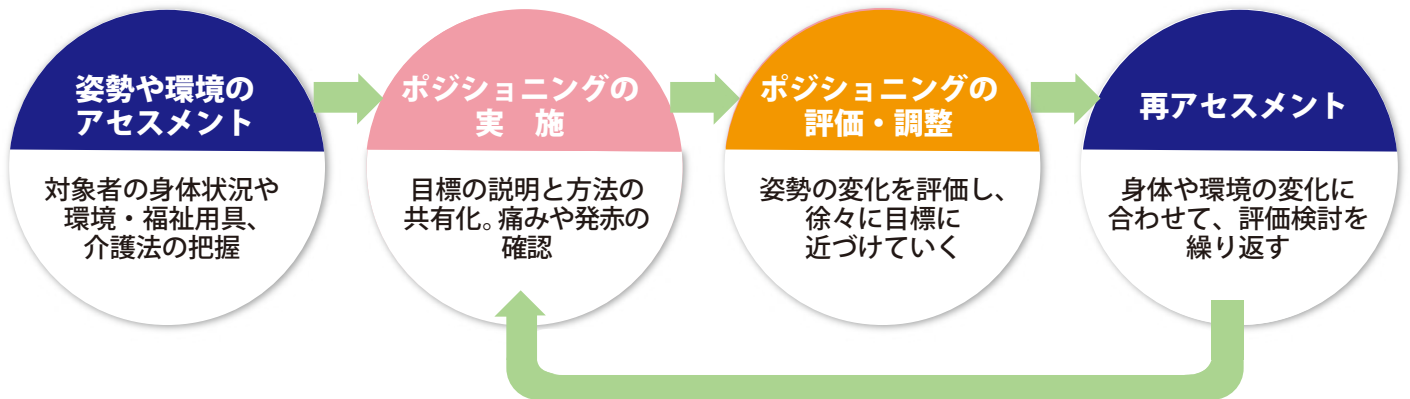 姿勢や環境の
アセスメント
対象者の身体状況や
環境・福祉用具、
介護法の把握
ポジショニングの
実　施
目標の説明と方法の
共有化。痛みや発赤の
確認
ポジショニングの
評価・調整
姿勢の変化を評価し、
徐々に目標に
近づけていく
再アセスメント
身体や環境の変化に
合わせて、評価検討を
繰り返す